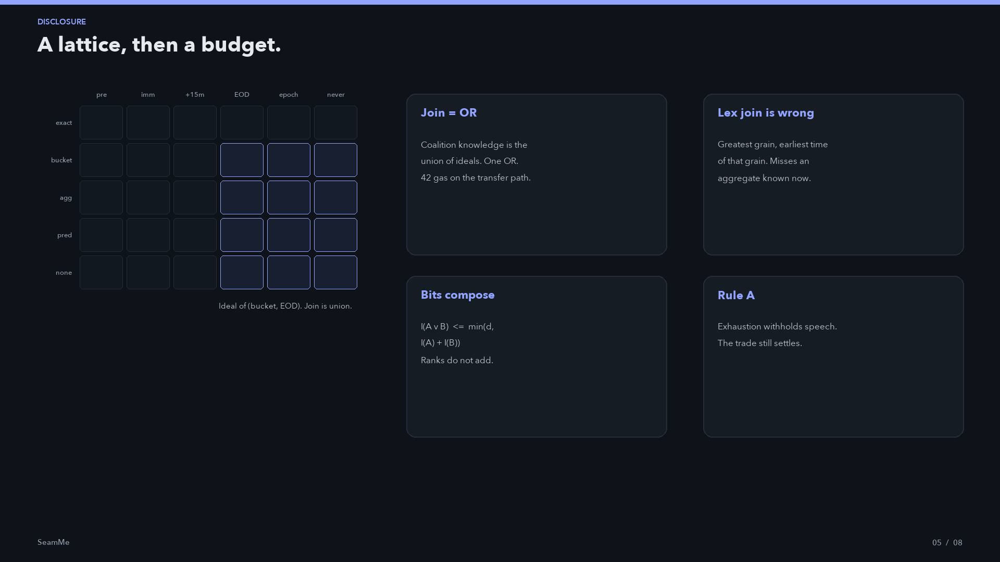 DISCLOSURE
A lattice, then a budget.
pre imm +15m EOD epoch never
exact
bucket
agg
pred
none
Ideal of (bucket, EOD). Join is union.
Join = OR
Coalition knowledge is the
union of ideals. One OR.
42 gas on the transfer path.
Lex join is wrong
Greatest grain, earliest time
of that grain. Misses an
aggregate known now.
Bits compose
I(A v B) <= min(d,
I(A) + I(B))
Ranks do not add.
Rule A
Exhaustion withholds speech.
The trade still settles.
SeamMe
05 / 08